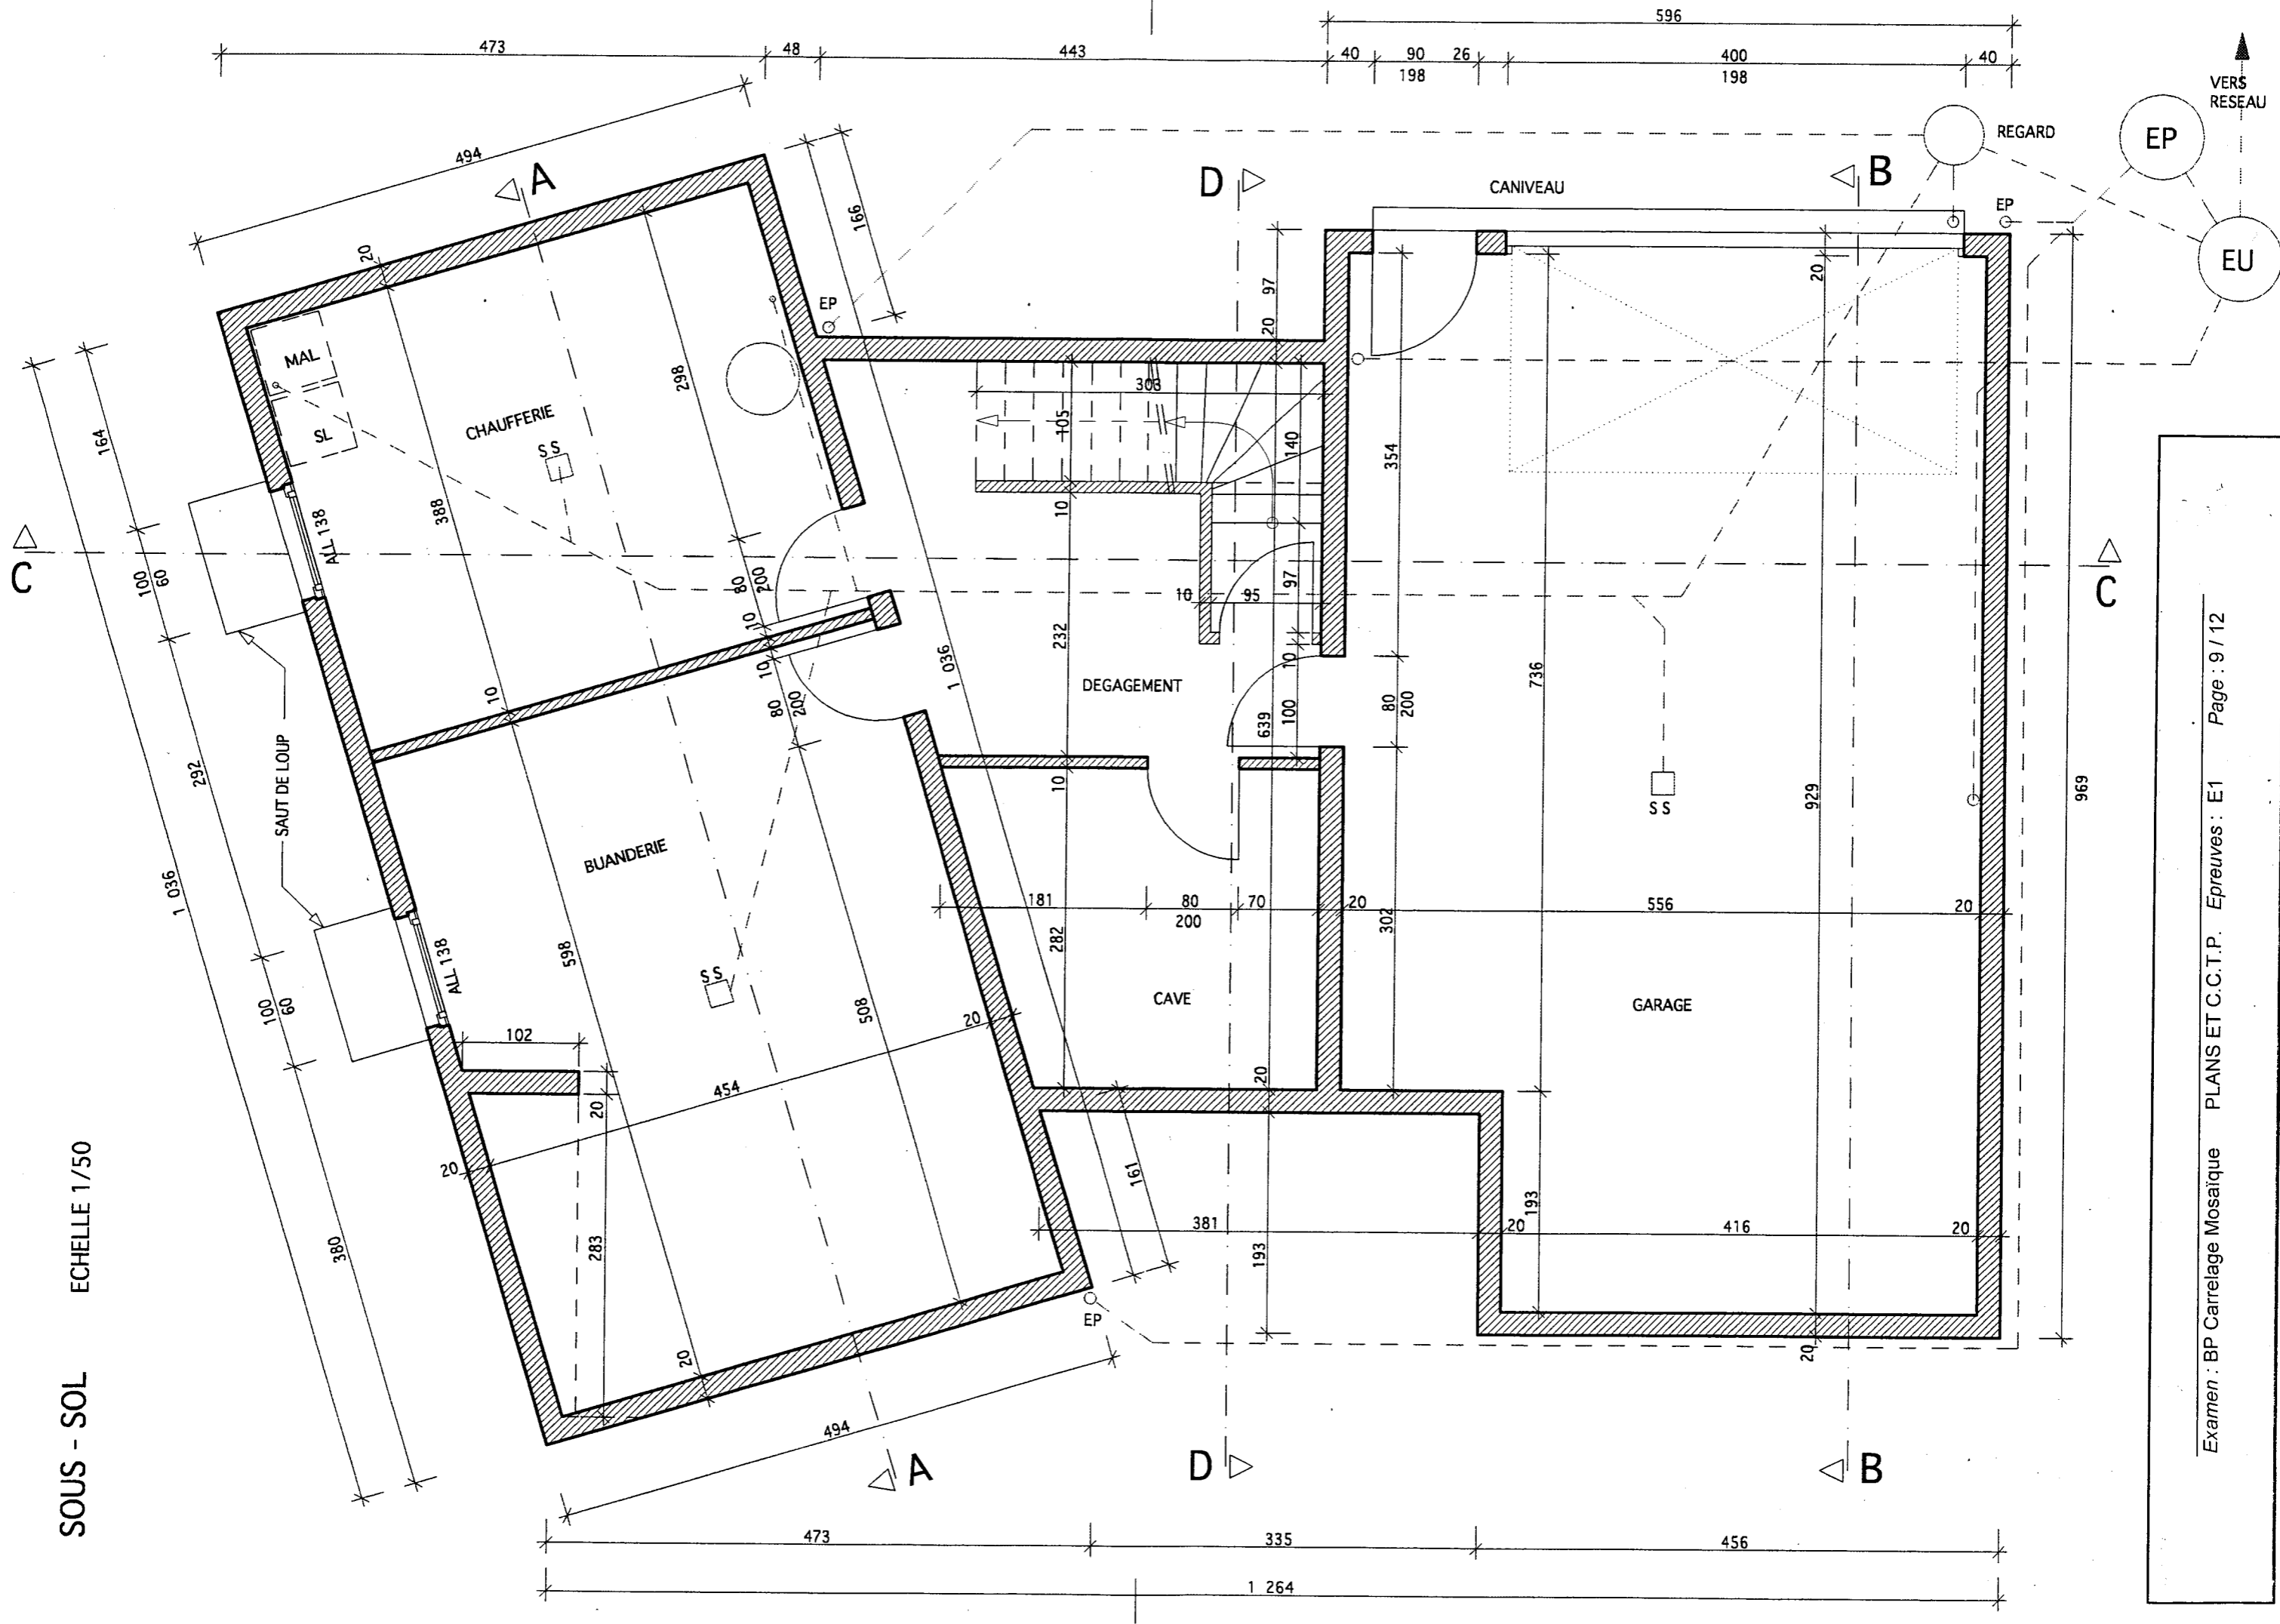 596
473
48
443
40
90
26
400
40
198
198
VERS
RESEAU
494
A
166
D
CANIVEAU
B
REGARD
EP
EP
EU
20
EP
97
20
20
MAL
SL
CHAUFFERIE
S S
298
303
105
140
354
164
388
ALL 138
10
C
100
60
80
200
10
10
95
97
C
232
10
10
80
200
1 036
DEGAGEMENT
10
100
639
80
200
736
SAUT DE LOUP
292
10
S S
929
969
BUANDERIE
1 036
181
80
200
70
20
556
20
598
508
282
302
ALL 138
S S
CAVE
GARAGE
100
60
102
20
20
454
20
20
161
380
283
381
193
193
20
416
20
20
EP
20
494
A
D
B
473
335
456
1 264
SOUS - SOL
ECHELLE 1/50
Examen : BP Carrelage Mosaïque PLANS ET C.C.T.P. Epreuves : E1 Page : 9 / 12